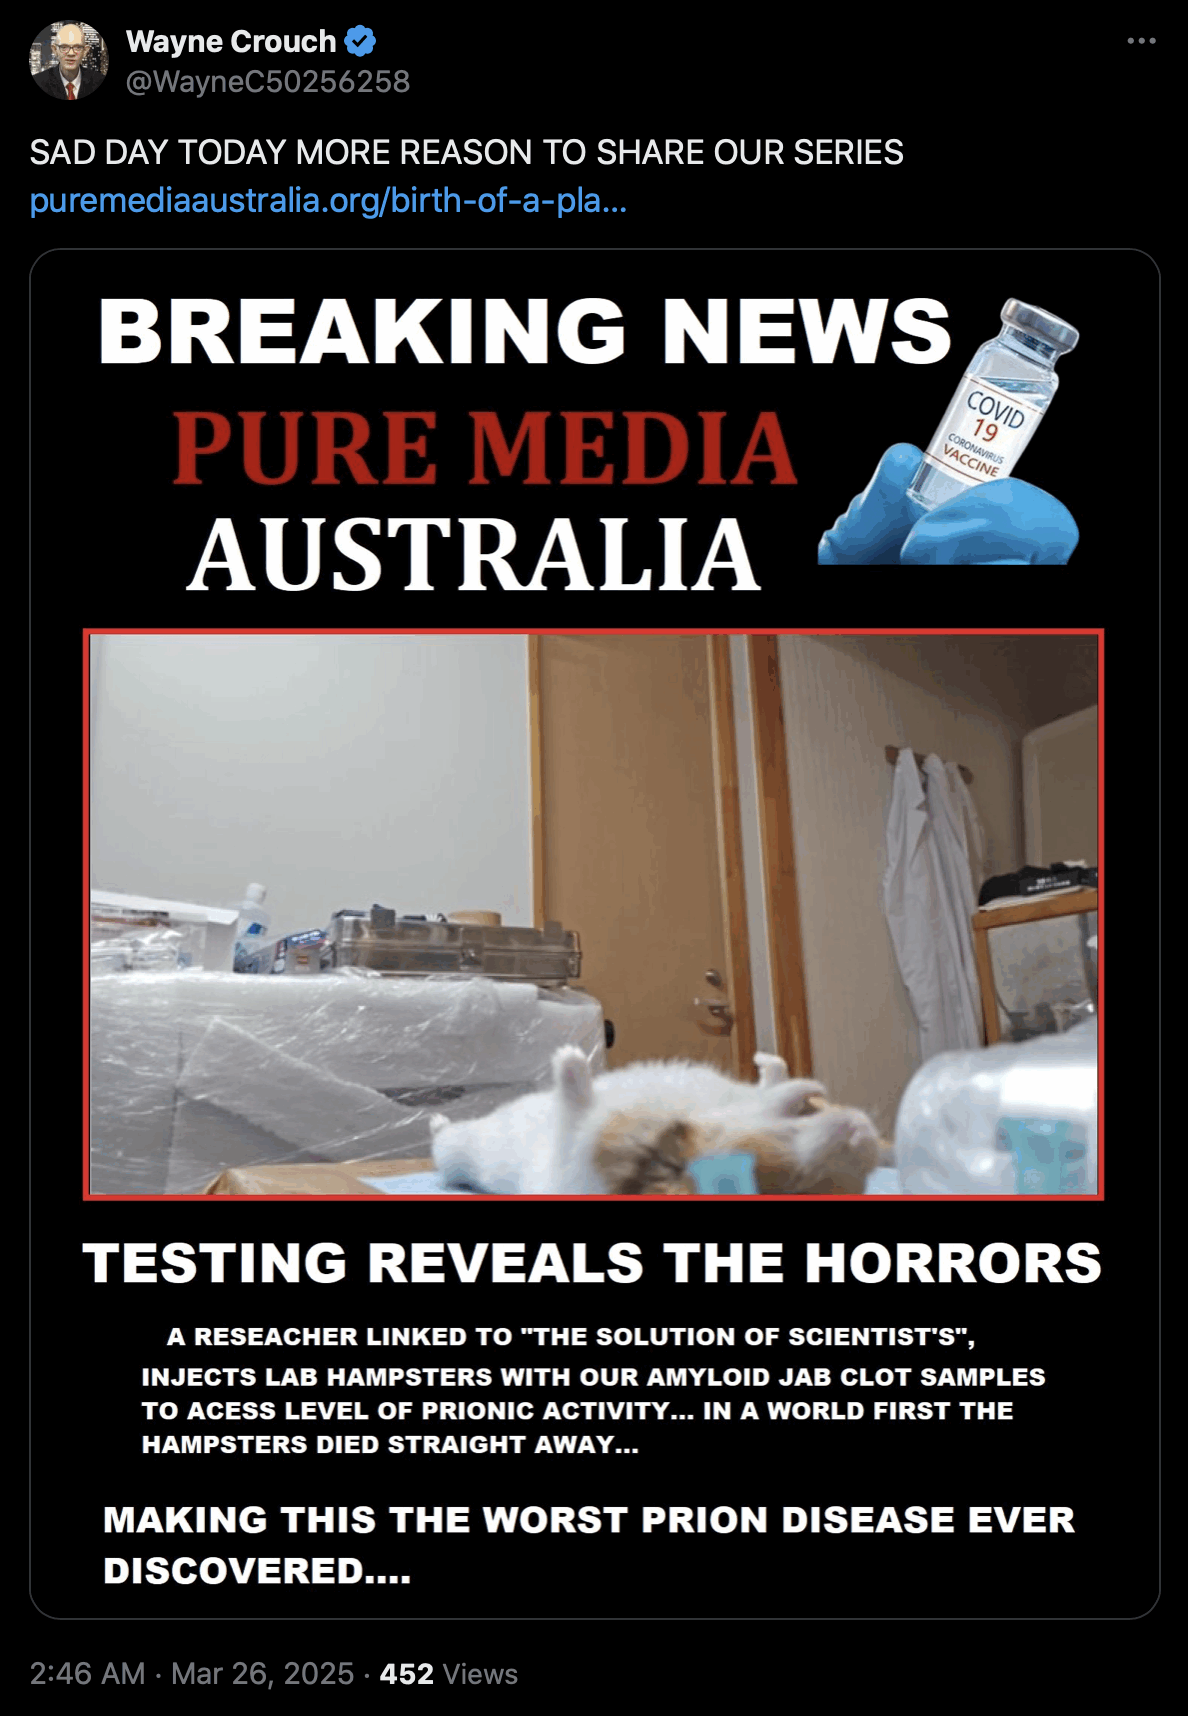 Wayne Crouch
@WayneC50256258
SAD DAY TODAY MORE REASON TO SHARE OUR SERIES
puremediaaustralia.org/birth-of-a-pla...
BREAKING NEWS
PURE MEDIA
AUSTRALIA
COVID
19
CORONAVIRUS
VACCINE
TESTING REVEALS THE HORRORS
A RESEACHER LINKED TO "THE SOLUTION OF SCIENTIST'S",
INJECTS LAB HAMPSTERS WITH OUR AMYLOID JAB CLOT SAMPLES
TO ACESS LEVEL OF PRIONIC ACTIVITY... IN A WORLD FIRST THE
HAMPSTERS DIED STRAIGHT AWAY...
MAKING THIS THE WORST PRION DISEASE EVER
DISCOVERED....
2:46 AM · Mar 26, 2025 · 452 Views